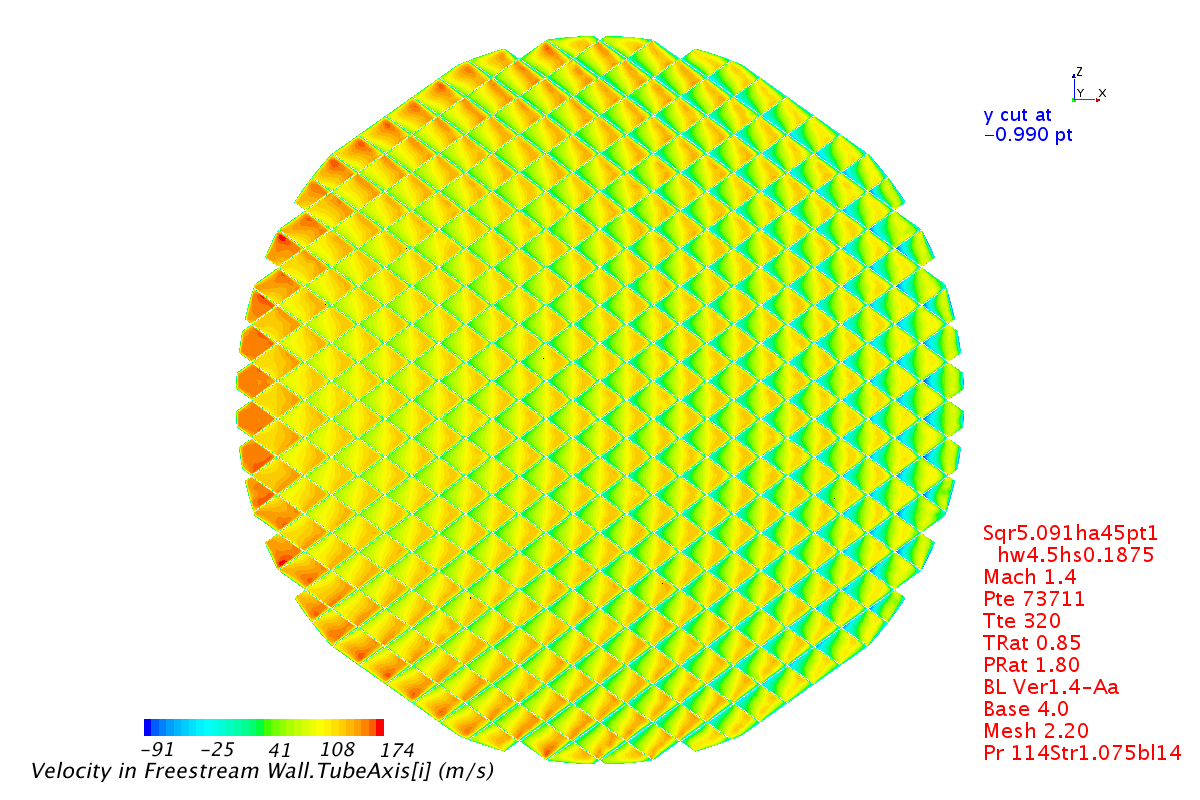 Z
Y X
y cut at
-0.990 pt
Sqr5.091ha45pt1
hw4.5hs0.1875
Mach 1.4
Pte 73711
Tte 320
TRat 0.85
PRat 1.80
BL Ver1.4-Aa
Base 4.0
Mesh 2.20
Pr 114Str1.075bl14
-91 -25 41 108 174
Velocity in Freestream Wall.TubeAxis[i] (m/s)